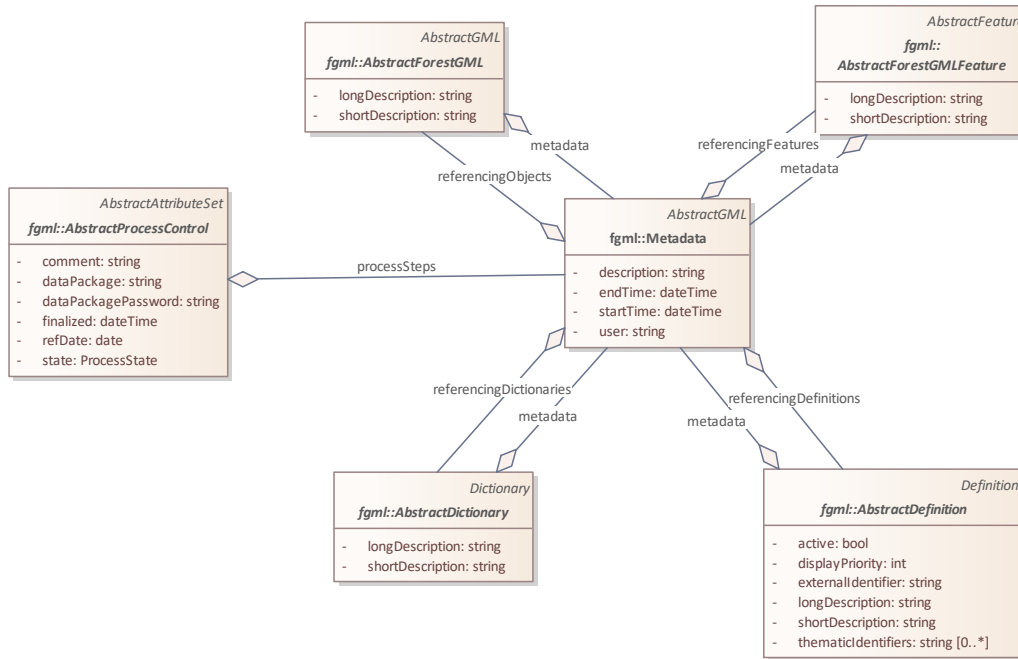 AbstractGML
fgml::AbstractForestGML
- longDescription: string
- shortDescription: string
AbstractFeature
fgml::
AbstractForestGMLFeature
- longDescription: string
- shortDescription: string
metadata
referencingObjects
referencingFeatures
metadata
AbstractAttributeSet
fgml::AbstractProcessControl
- comment: string
- dataPackage: string
- dataPackagePassword: string
- finalized: dateTime
- refDate: date
- state: ProcessState
processSteps
AbstractGML
fgml::Metadata
- description: string
- endTime: dateTime
- startTime: dateTime
- user: string
referencingDictionaries
metadata
referencingDefinitions
metadata
Dictionary
fgml::AbstractDictionary
- longDescription: string
- shortDescription: string
Definition
fgml::AbstractDefinition
- active: bool
- displayPriority: int
- externalIdentifier: string
- longDescription: string
- shortDescription: string
- thematicIdentifiers: string [0..*]